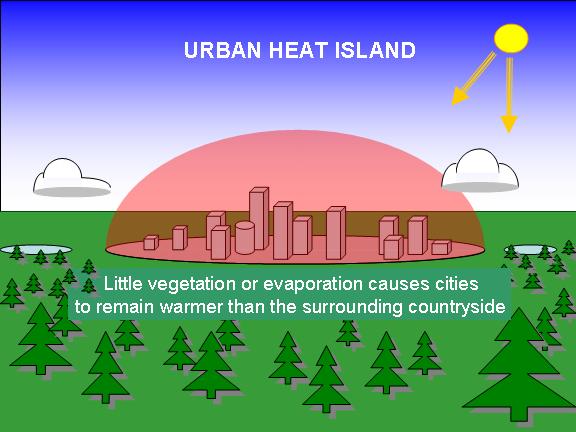 URBAN HEAT ISLAND
Little vegetation or evaporation causes cities
to remain warmer than the surrounding countryside